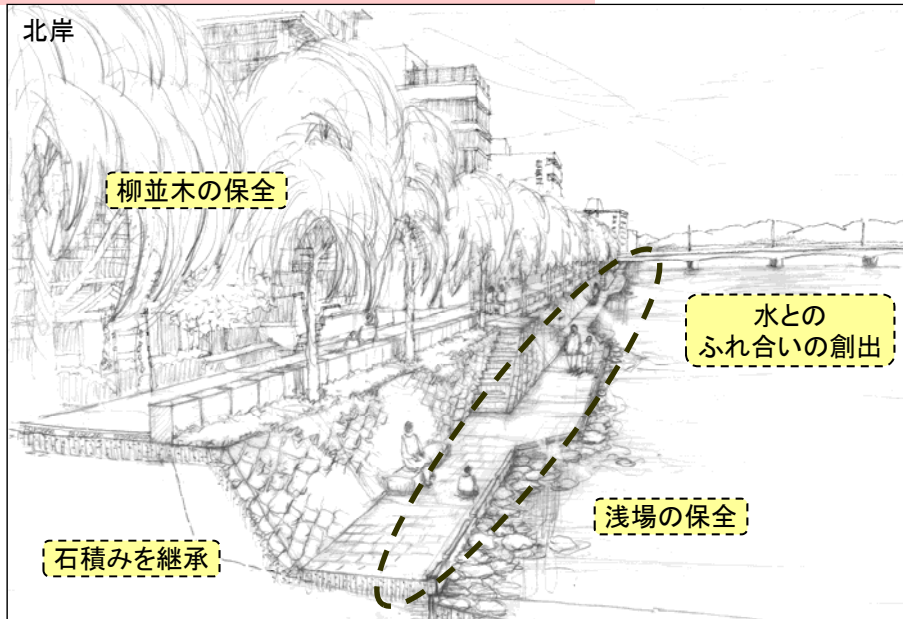 北岸
柳並木の保全
水との
ふれ合いの創出
浅場の保全
石積みを継承